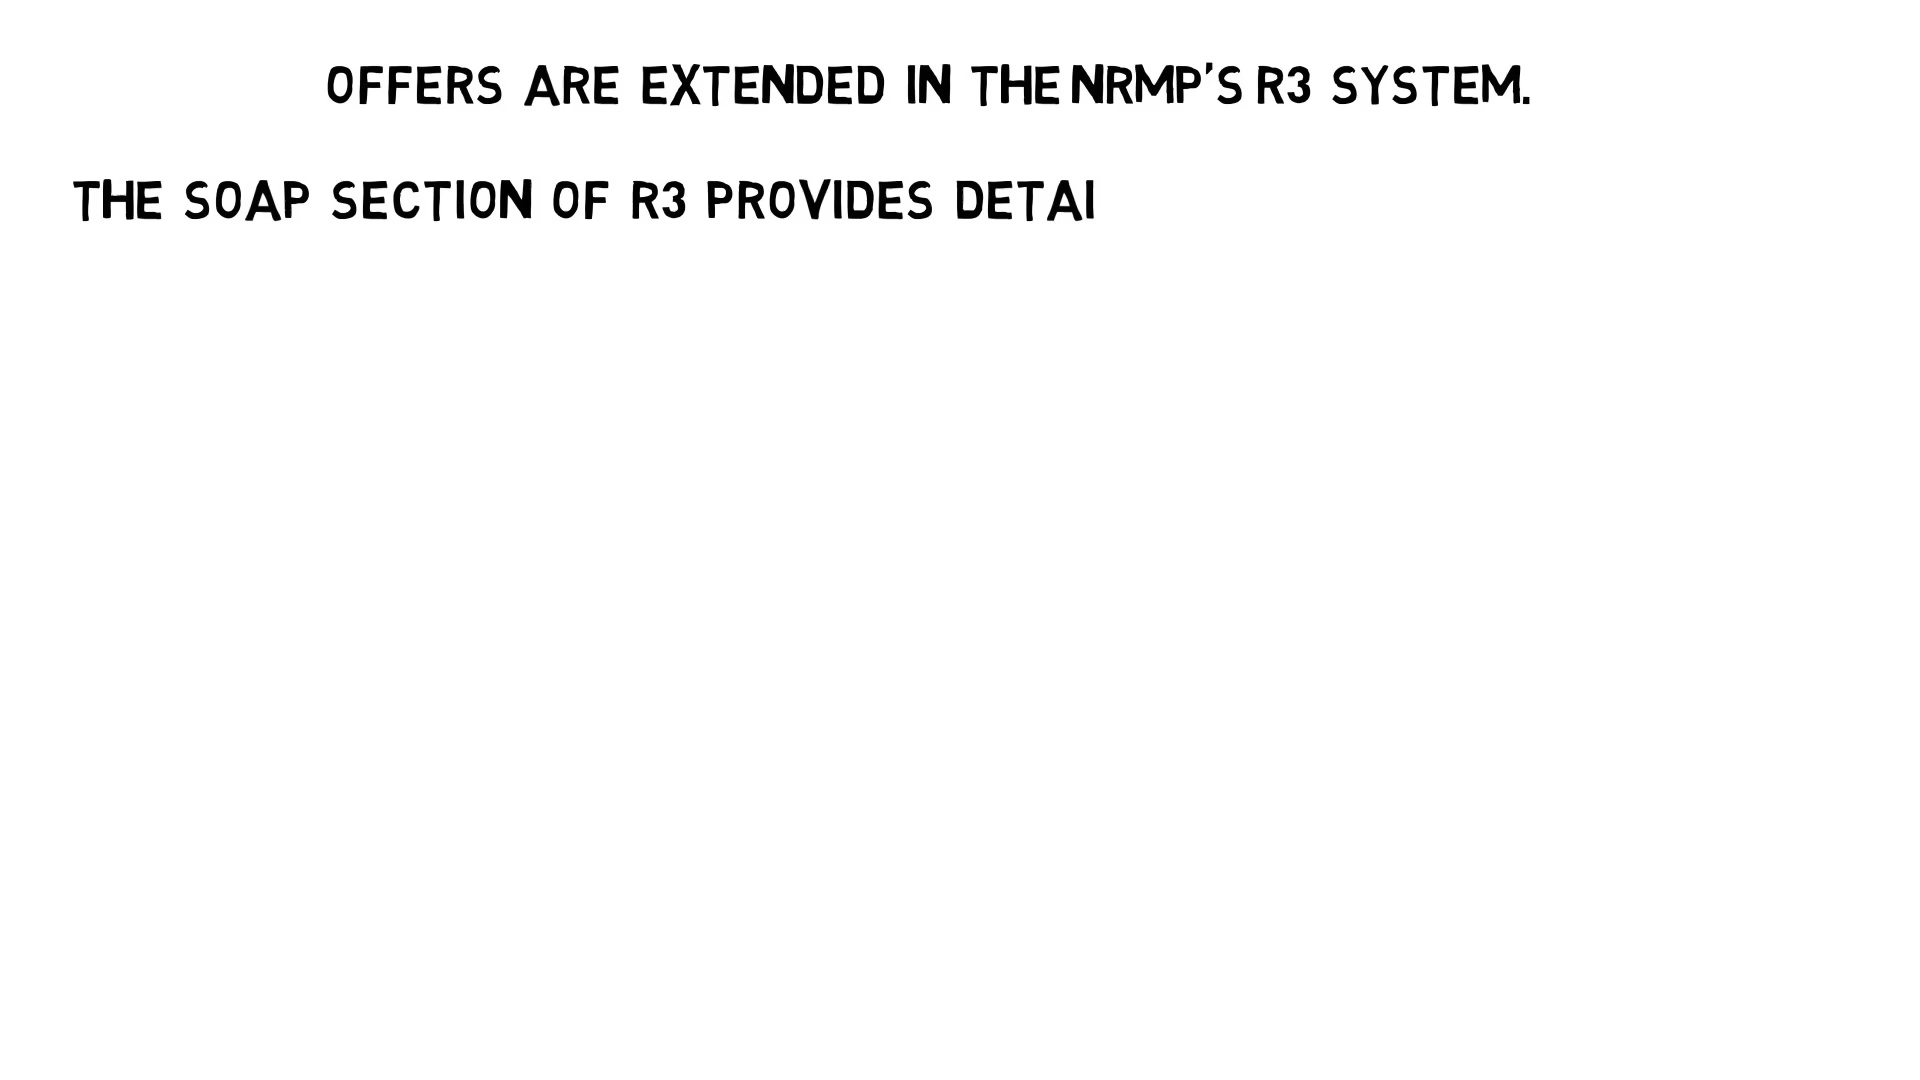 OFFERS ARE EXTENDED IN THE NRMP'S R3 SYSTEM.
THE SOAP SECTION OF R3 PROVIDES DETAI